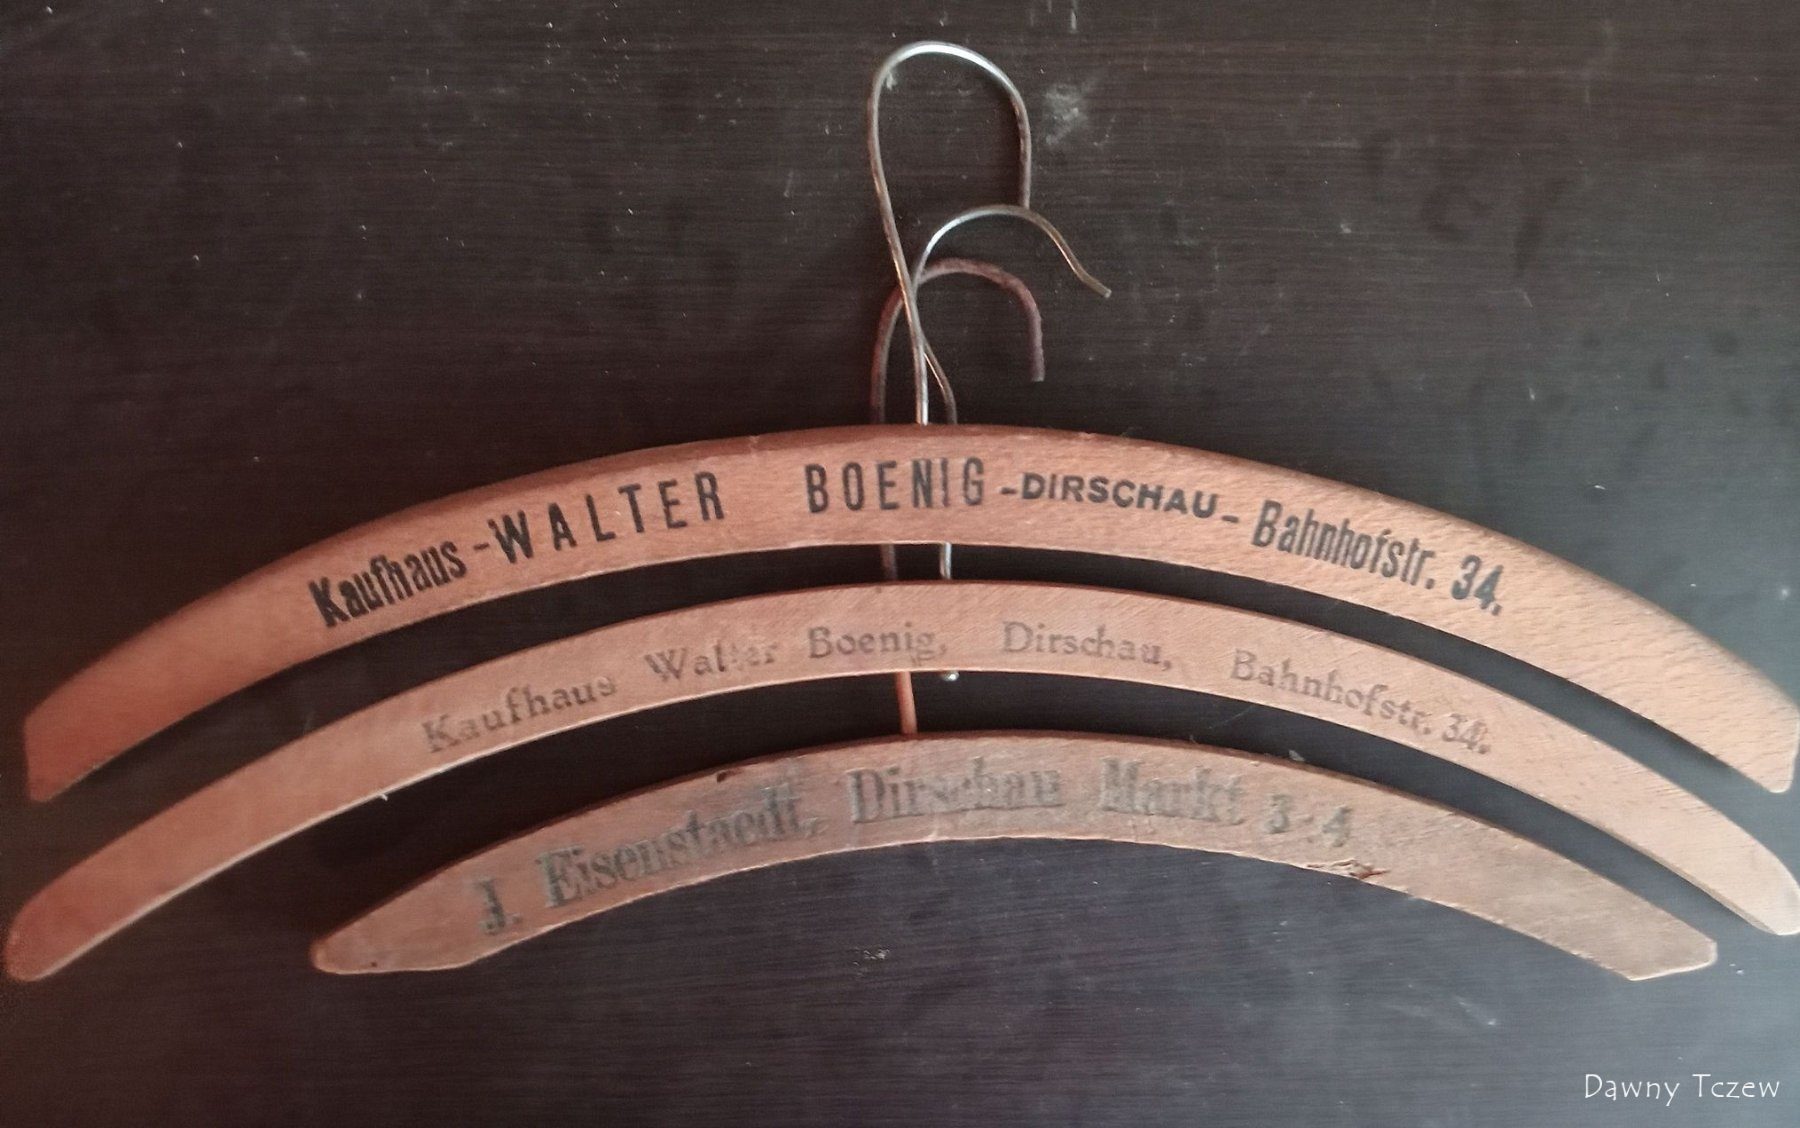 Kaufhaus - WALTER BOENIG - DIRSCHAU - Bahnhofstr. 34.
Kaufhaus Walter Boenig, Dirschau, Bahnhofstr. 34.
J. Eisenstaedt, Dirschau Markt 3-4
Dawny Tczew